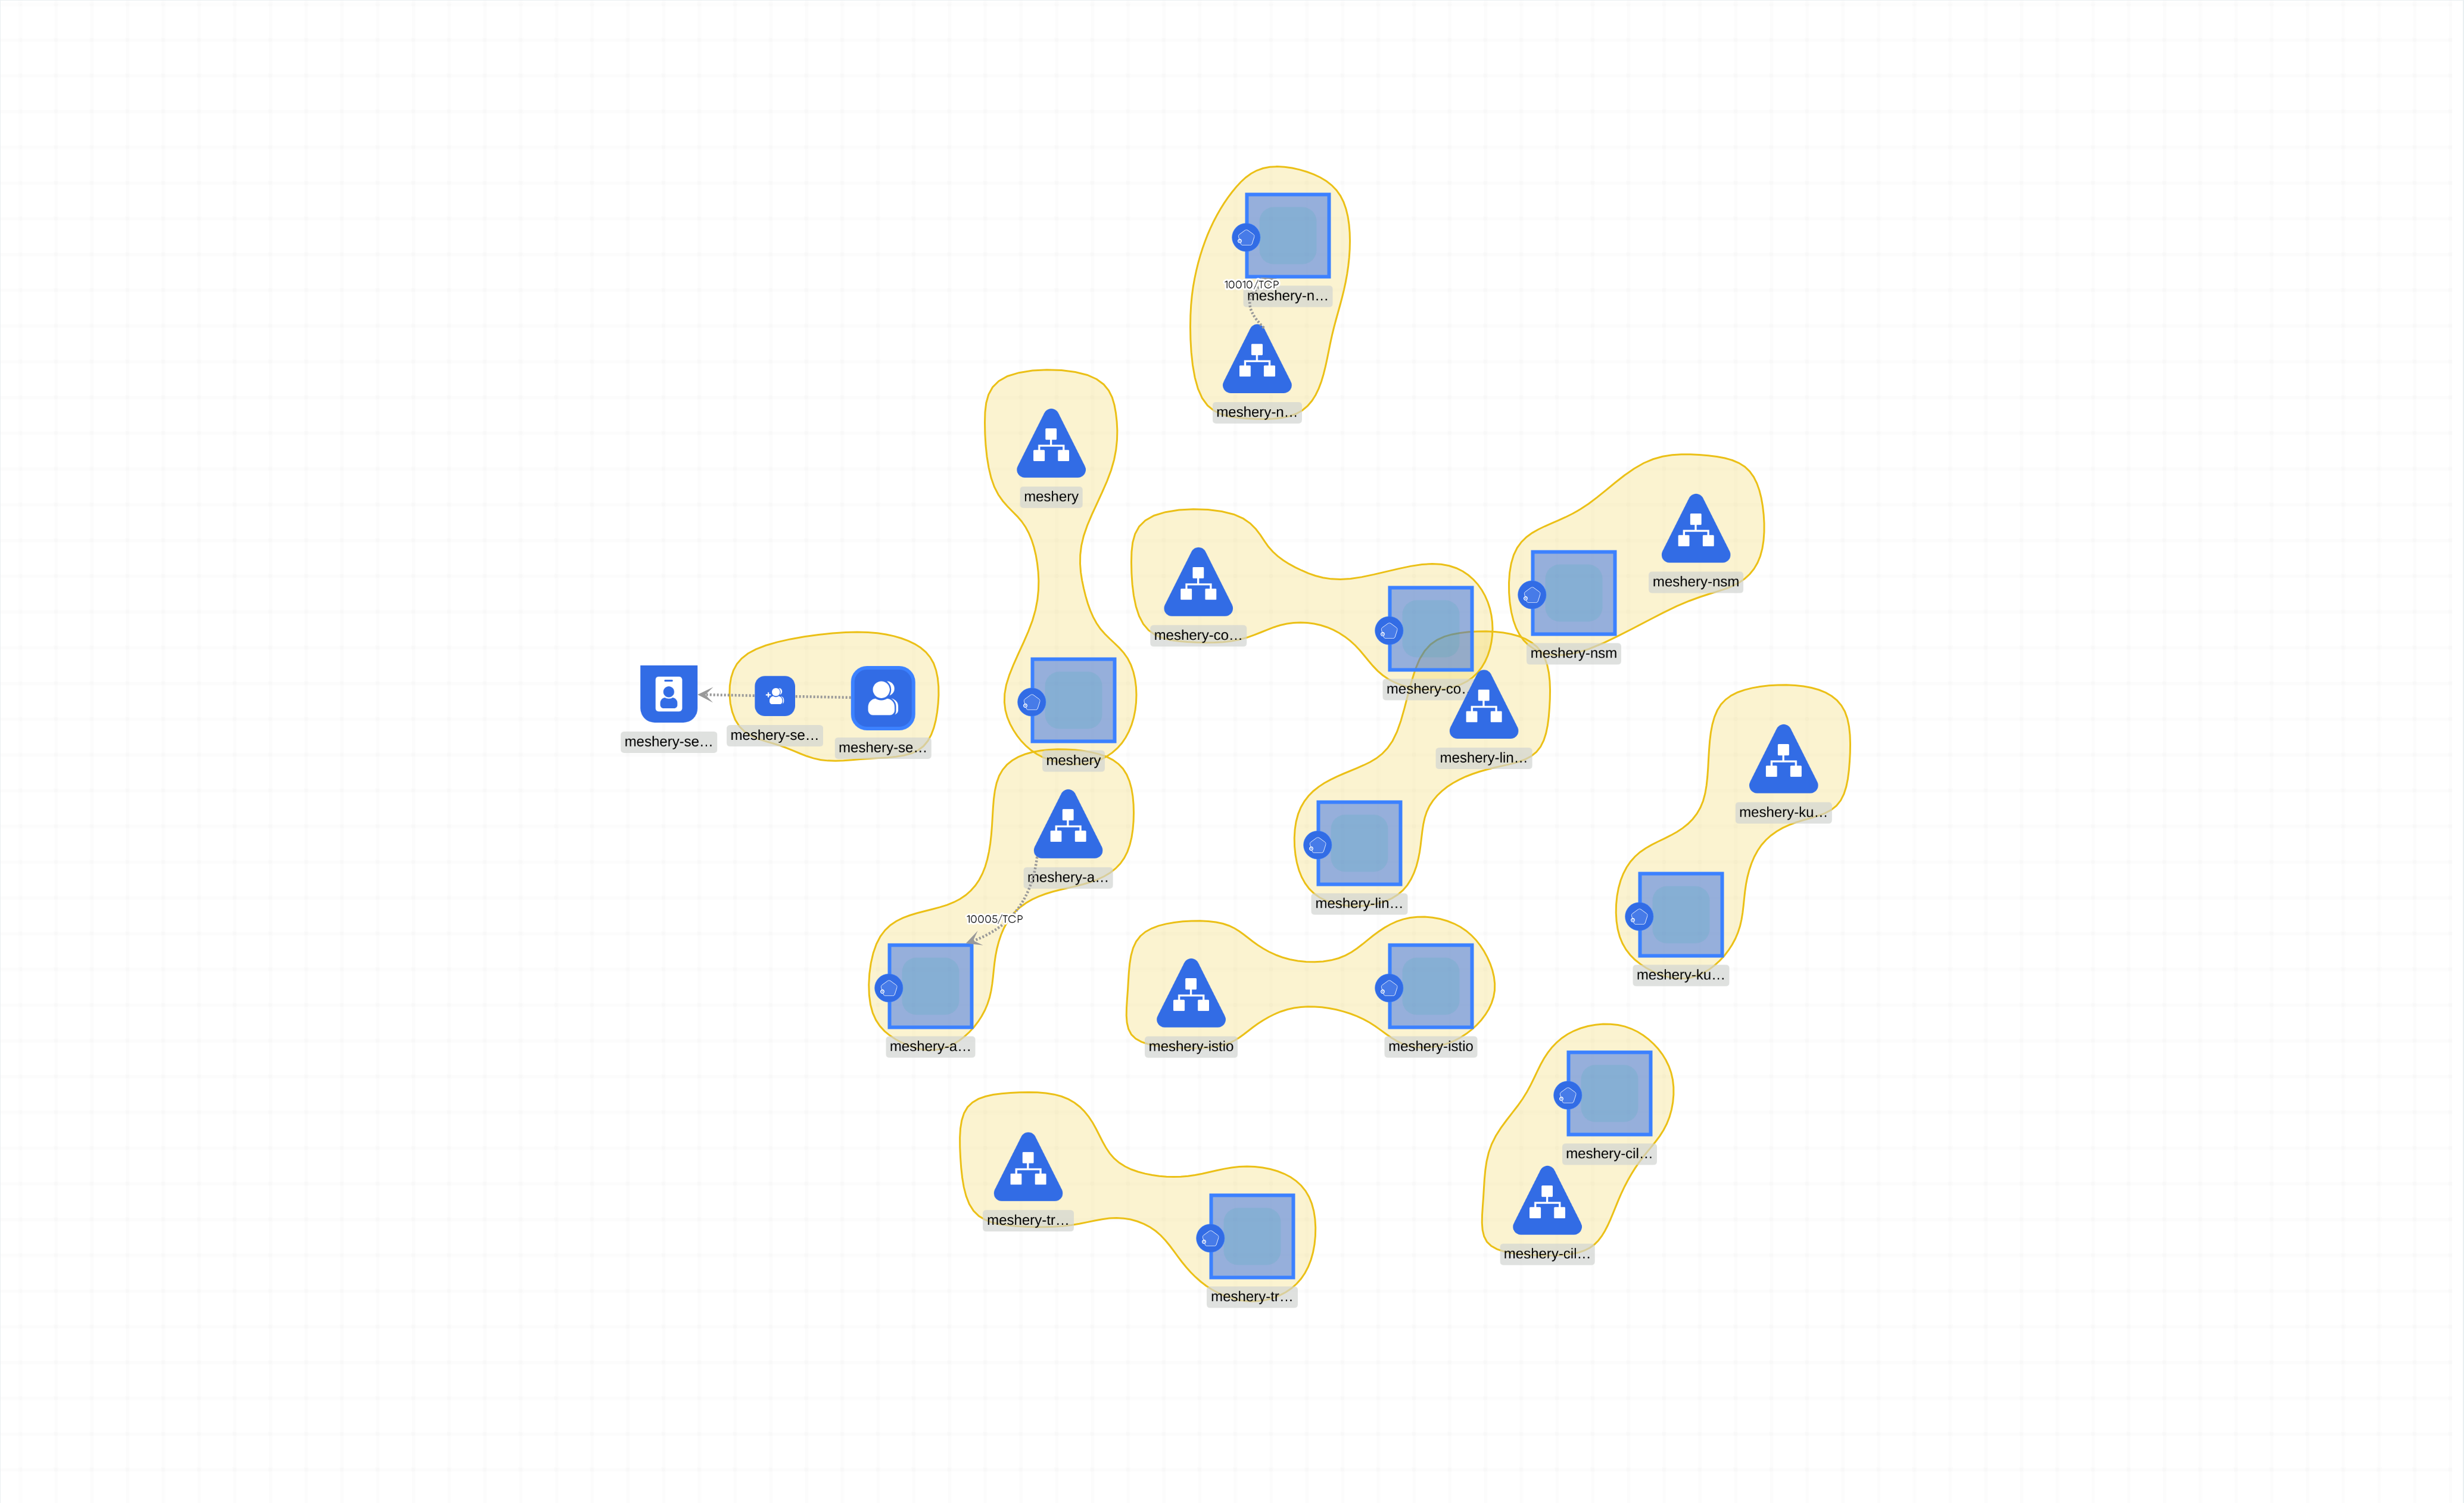 10010/TCP
meshery-n…
meshery-n…
meshery
meshery-nsm
meshery-co…
meshery-nsm
meshery-co…
meshery-se…
meshery-se…
meshery-se…
meshery
meshery-lin…
meshery-ku…
meshery-a…
meshery-lin…
10005/TCP
meshery-ku…
meshery-a…
meshery-istio
meshery-istio
meshery-cil…
meshery-tr…
meshery-cil…
meshery-tr…